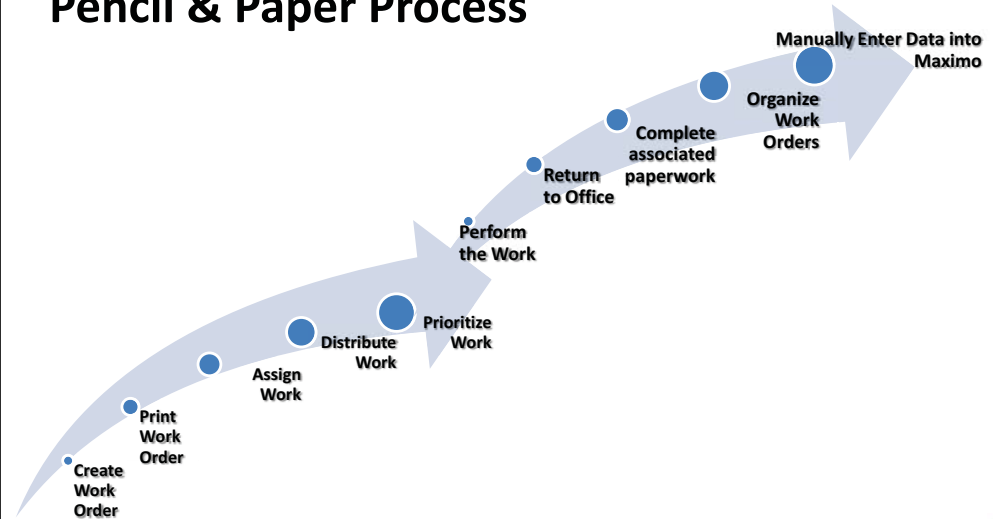 Pencil & Paper Process
Create
Work
Order
Print
Work
Order
Assign
Work
Distribute
Work
Prioritize
Work
Perform
the Work
Return
to Office
Complete
associated
paperwork
Organize
Work
Orders
Manually Enter Data into
Maximo